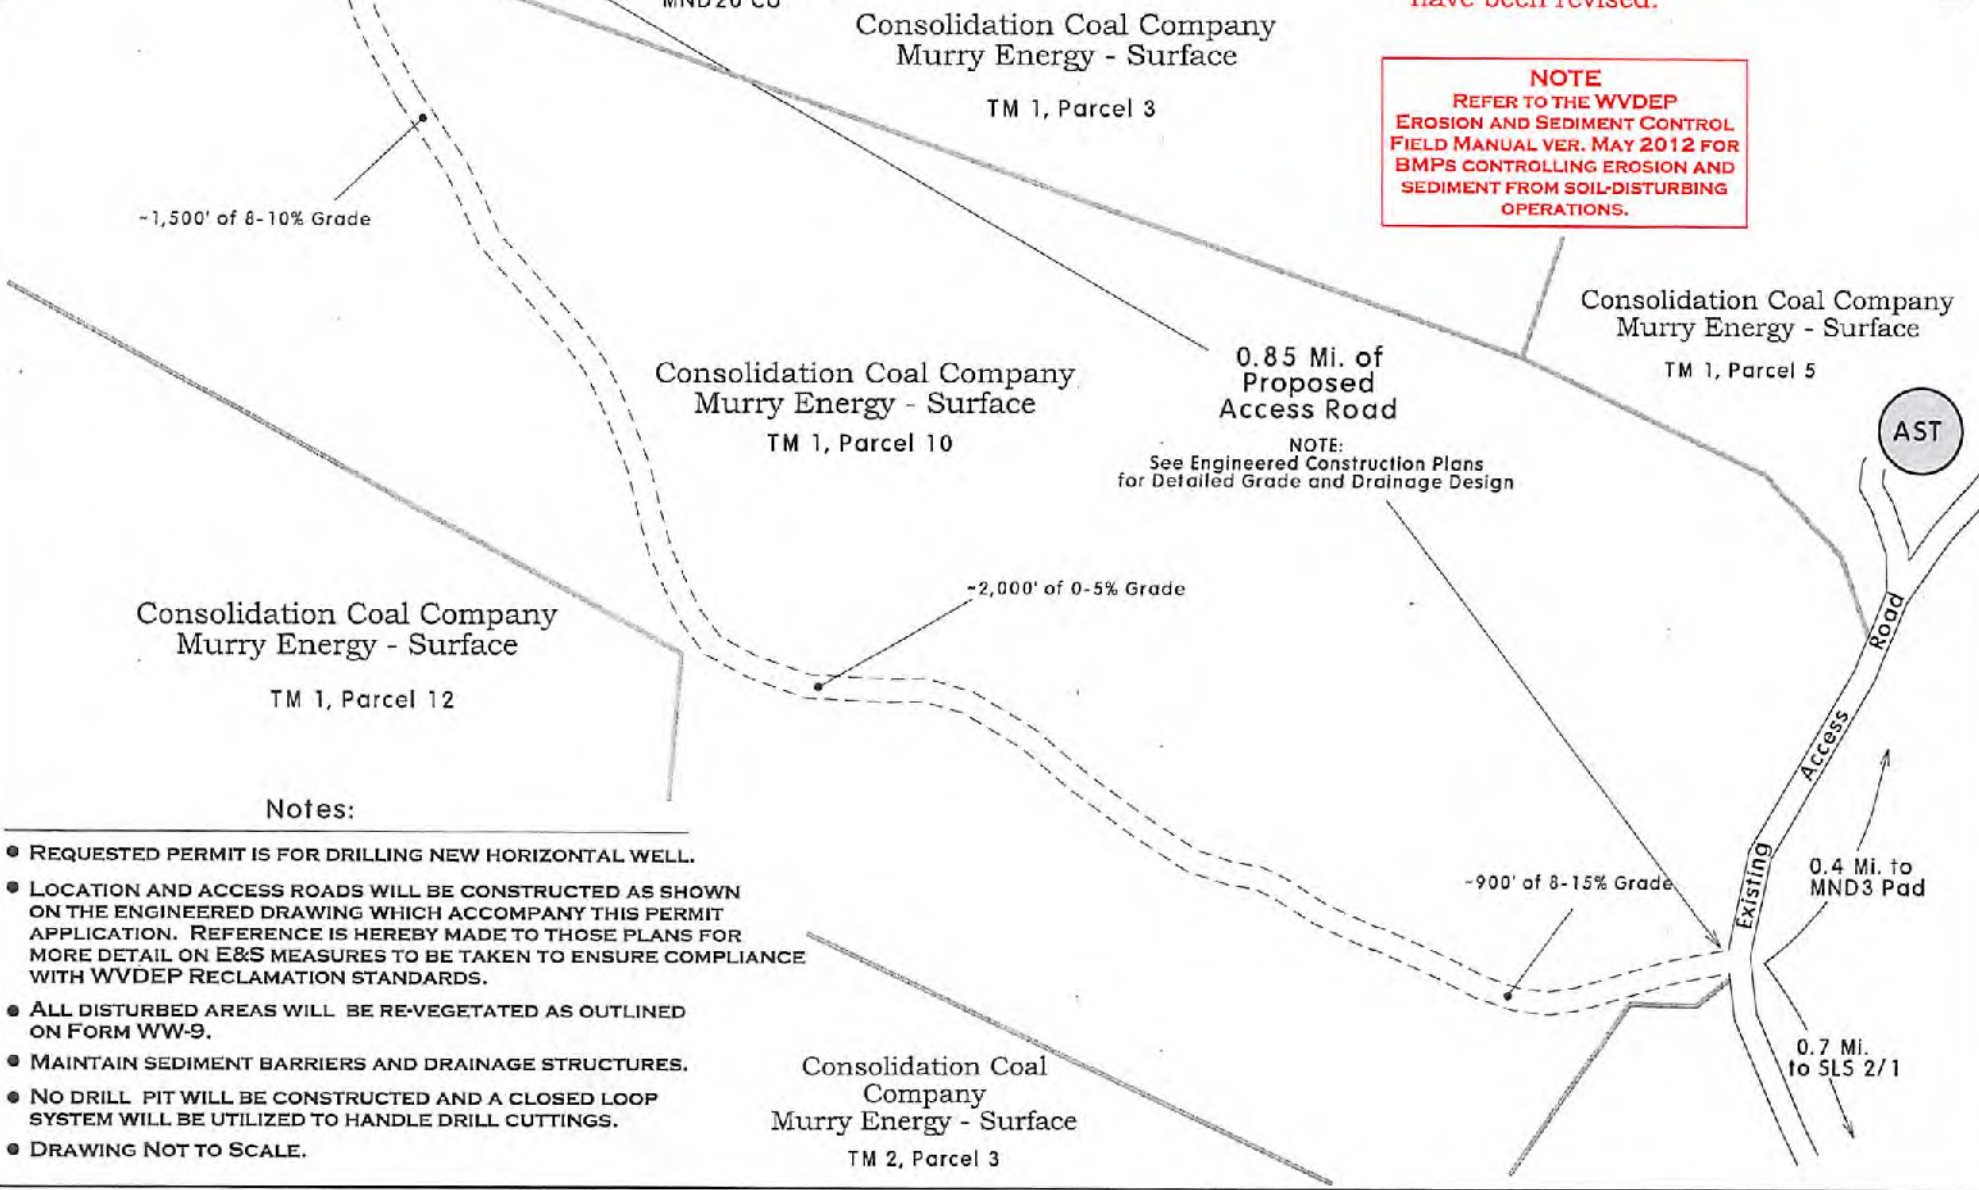 MND26 CU
have been revised.
Consolidation Coal Company
Murry Energy - Surface
TM 1, Parcel 3
NOTE
REFER TO THE WVDEP
EROSION AND SEDIMENT CONTROL
FIELD MANUAL VER. MAY 2012 FOR
BMPS CONTROLLING EROSION AND
SEDIMENT FROM SOIL-DISTURBING
OPERATIONS.
~1,500' of 8-10% Grade
Consolidation Coal Company
Murry Energy - Surface
TM 1, Parcel 5
0.85 Mi. of
Proposed
Access Road
NOTE:
See Engineered Construction Plans
for Detailed Grade and Drainage Design
Consolidation Coal Company
Murry Energy - Surface
TM 1, Parcel 10
AST
~2,000' of 0-5% Grade
Consolidation Coal Company
Murry Energy - Surface
TM 1, Parcel 12
Existing Access Road
0.4 Mi. to
MND3 Pad
~900' of 8-15% Grade
0.7 Mi.
to SLS 2/1
Notes:
● REQUESTED PERMIT IS FOR DRILLING NEW HORIZONTAL WELL.
● LOCATION AND ACCESS ROADS WILL BE CONSTRUCTED AS SHOWN
ON THE ENGINEERED DRAWING WHICH ACCOMPANY THIS PERMIT
APPLICATION. REFERENCE IS HEREBY MADE TO THOSE PLANS FOR
MORE DETAIL ON E&S MEASURES TO BE TAKEN TO ENSURE COMPLIANCE
WITH WVDEP RECLAMATION STANDARDS.
● ALL DISTURBED AREAS WILL BE RE-VEGETATED AS OUTLINED
ON FORM WW-9.
● MAINTAIN SEDIMENT BARRIERS AND DRAINAGE STRUCTURES.
● NO DRILL PIT WILL BE CONSTRUCTED AND A CLOSED LOOP
SYSTEM WILL BE UTILIZED TO HANDLE DRILL CUTTINGS.
● DRAWING NOT TO SCALE.
Consolidation Coal
Company
Murry Energy - Surface
TM 2, Parcel 3